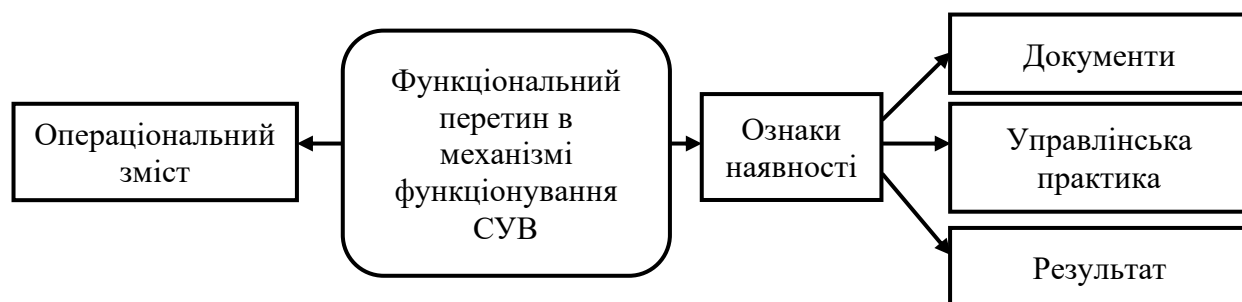 Операціональний
зміст
Функціональний
перетин в
механізмі
функціонування
СУВ
Ознаки
наявності
Документи
Управлінська
практика
Результат